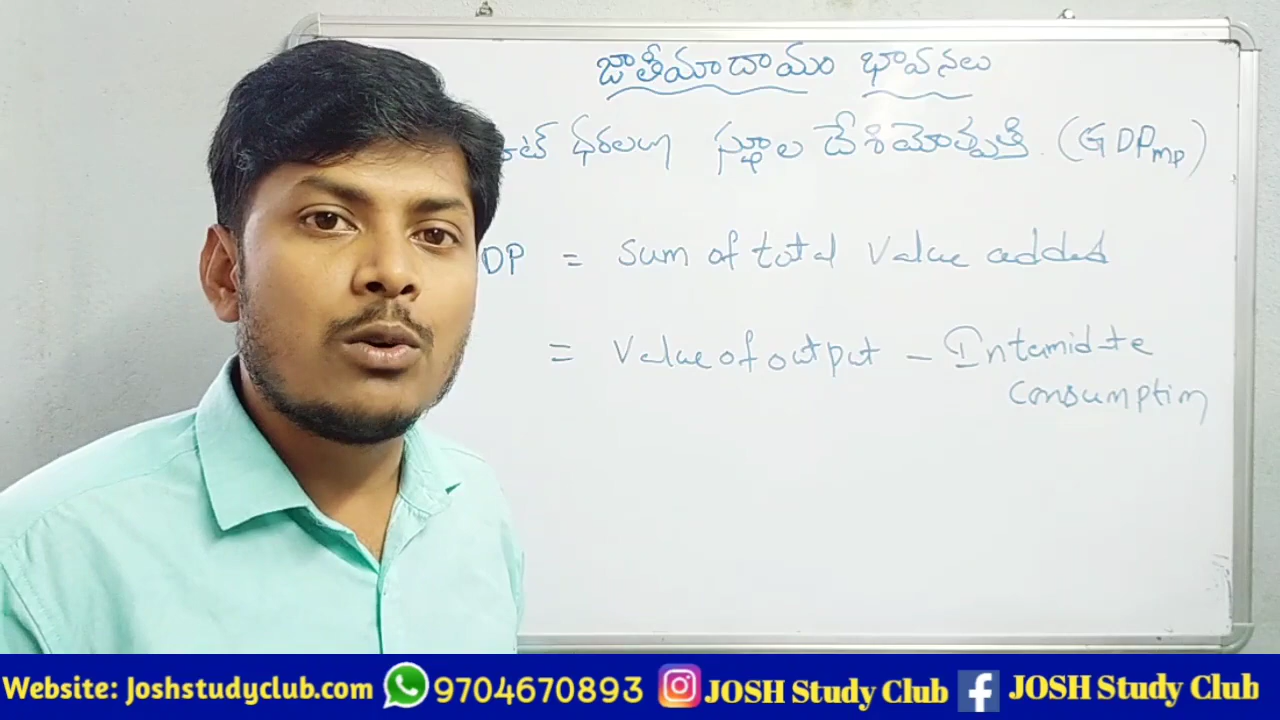 జాతీయాదాయం భావనలు
ధరలలో స్థూల దేశీయోత్పత్తి (GDPmp)
DP = Sum of total Value added
= Value of output - Intamidate
consumption
Website: Joshstudyclub.com 9704670893 JOSH Study Club JOSH Study Club